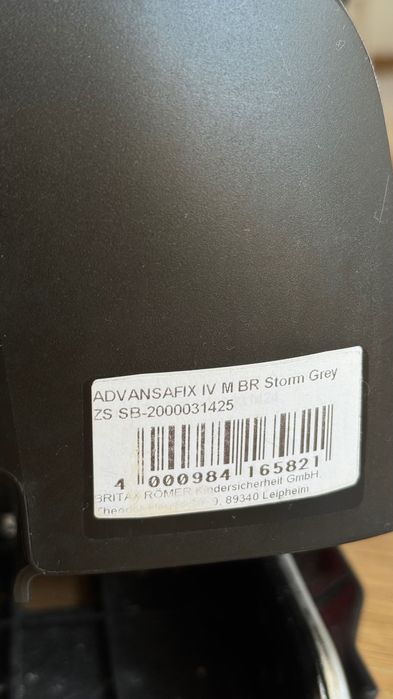 ADVANSAFIX IV M BR Storm Grey
ZS SB-2000031425
4 000984 165821
BRITAX RÖMER Kindersicherheit GmbH.
89340 Leipheim